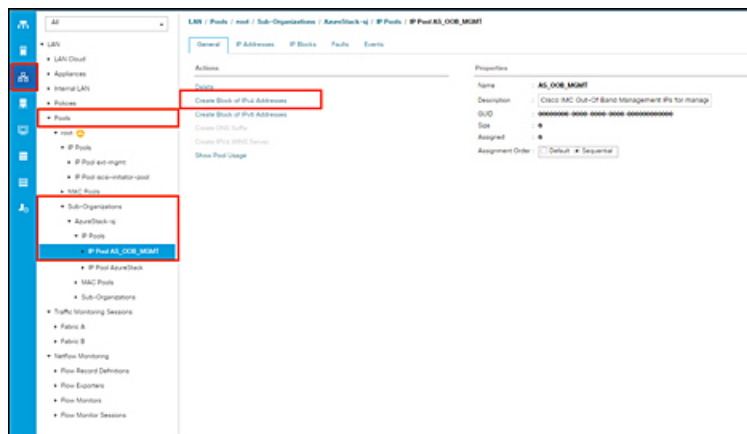 All
LAN
LAN Cloud
Appliances
Internal LAN
Policies
Pools
root
IP Pools
IP Pool ext-mgmt
IP Pool iscsi-initiator-pool
MAC Pools
Sub-Organizations
AzureStack-sj
IP Pools
IP Pool AS_OOB_MGMT
IP Pool AzureStack
MAC Pools
Sub-Organizations
Traffic Monitoring Sessions
Fabric A
Fabric B
Netflow Monitoring
Flow Record Definitions
Flow Exporters
Flow Monitors
Flow Monitor Sessions
LAN / Pools / root / Sub-Organizations / AzureStack-sj / IP Pools / IP Pool AS_OOB_MGMT
General IP Addresses IP Blocks Faults Events
Actions
Delete
Create Block of IPv4 Addresses
Create Block of IPv6 Addresses
Create DNS Suffix
Create IPv4 WINS Server
Show Pool Usage
Properties
Name : AS_OOB_MGMT
Description : Cisco IMC Out-Of Band Management IPs for manag
GUID : 00000000-0000-0000-0000-000000000000
Size : 0
Assigned : 0
Assignment Order : Default Sequential